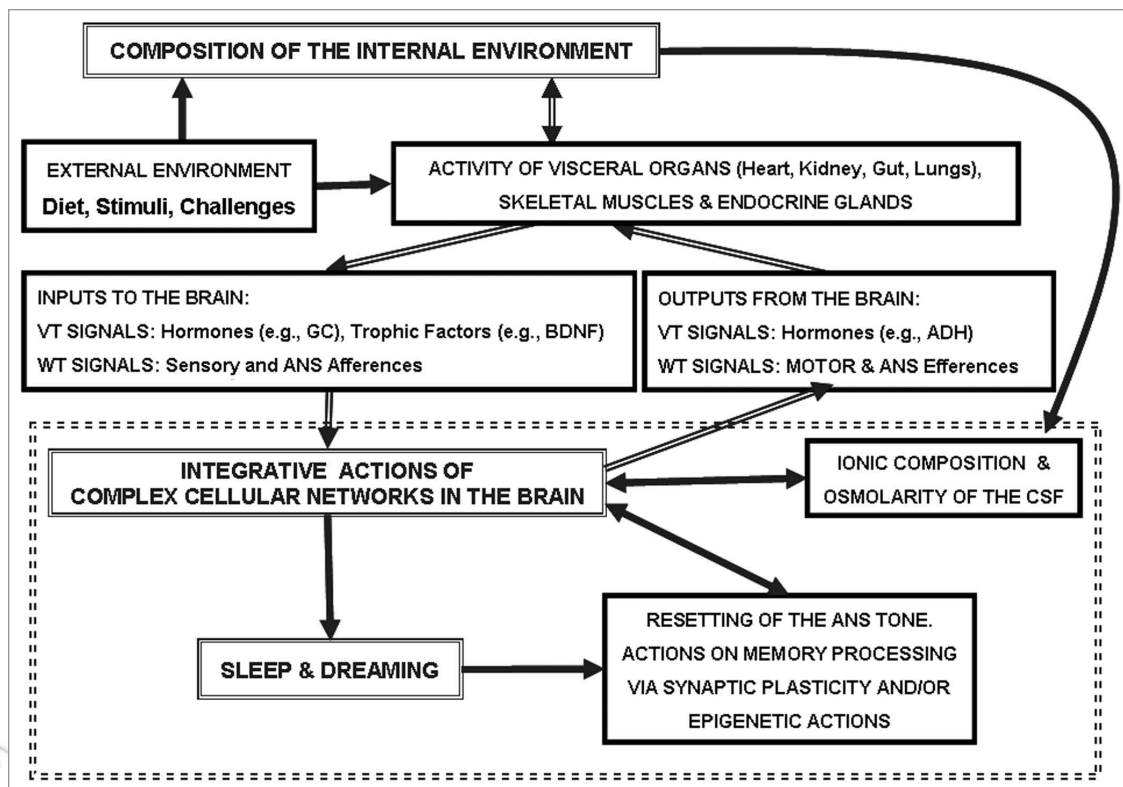 COMPOSITION OF THE INTERNAL ENVIRONMENT
EXTERNAL ENVIRONMENT
Diet, Stimuli, Challenges
ACTIVITY OF VISCERAL ORGANS (Heart, Kidney, Gut, Lungs),
SKELETAL MUSCLES & ENDOCRINE GLANDS
INPUTS TO THE BRAIN:
VT SIGNALS: Hormones (e.g., GC), Trophic Factors (e.g., BDNF)
WT SIGNALS: Sensory and ANS Afferences
OUTPUTS FROM THE BRAIN:
VT SIGNALS: Hormones (e.g., ADH)
WT SIGNALS: MOTOR & ANS Efferences
INTEGRATIVE ACTIONS OF
COMPLEX CELLULAR NETWORKS IN THE BRAIN
IONIC COMPOSITION &
OSMOLARITY OF THE CSF
SLEEP & DREAMING
RESETTING OF THE ANS TONE.
ACTIONS ON MEMORY PROCESSING
VIA SYNAPTIC PLASTICITY AND/OR
EPIGENETIC ACTIONS